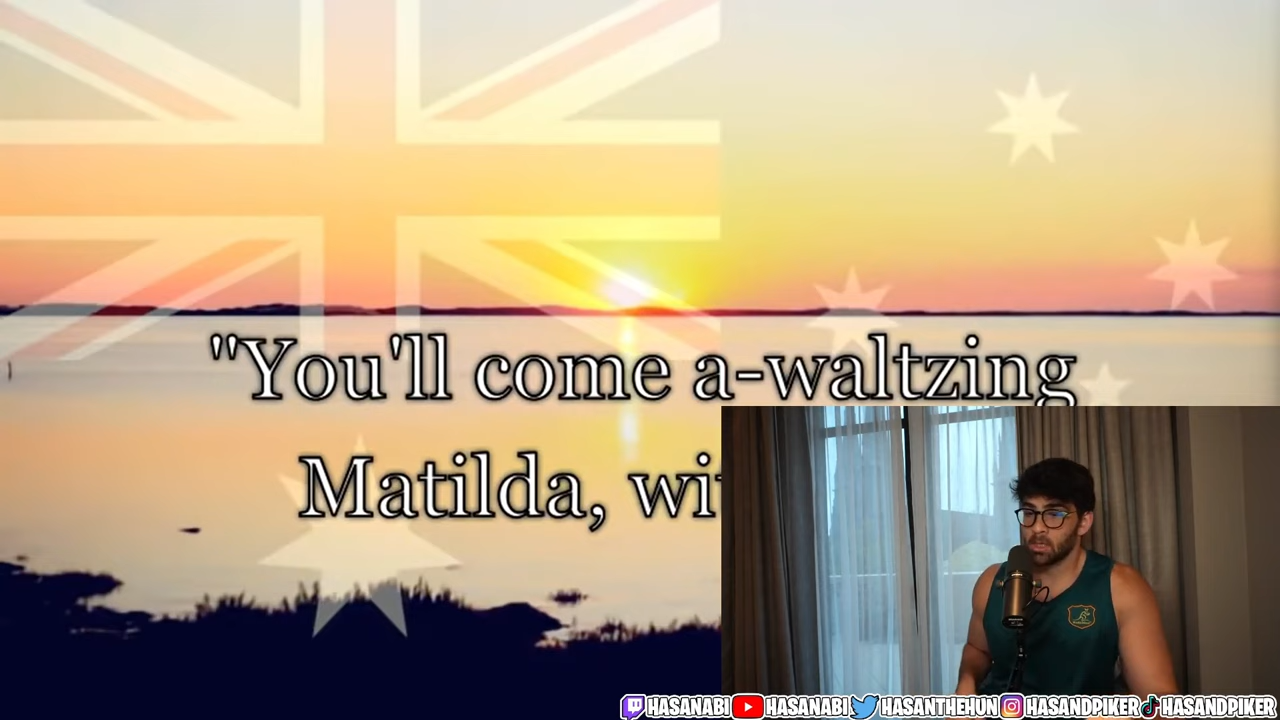 "You'll come a-waltzing
Matilda, wi
HASANABI HASANABI HASANTHEHUN HASANDPIKER HASANDPIKER